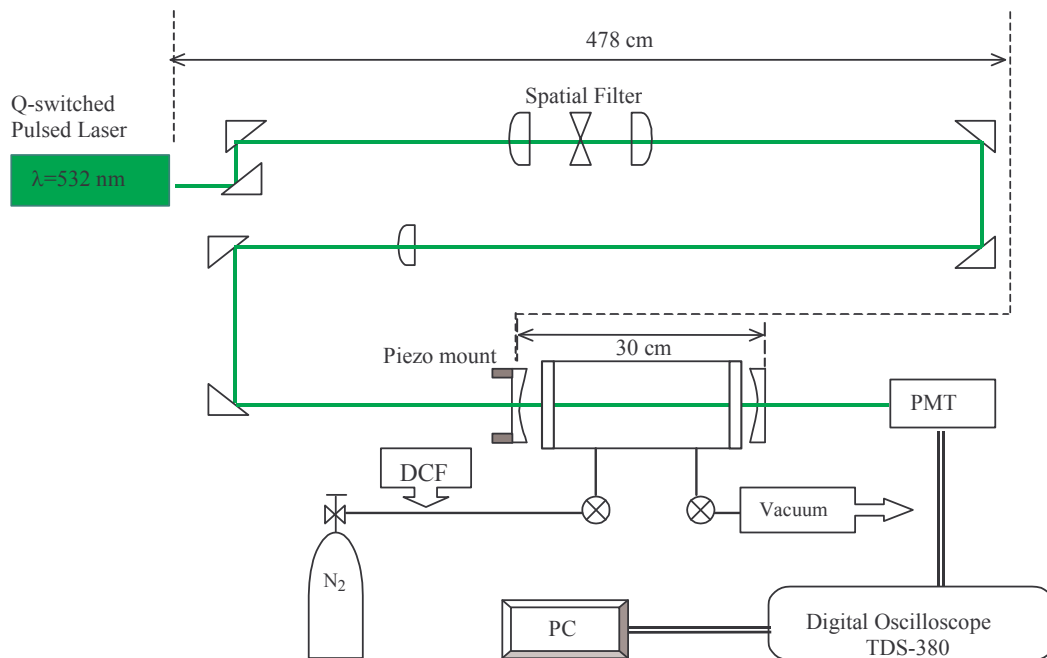 478 cm
Q-switched
Pulsed Laser
Spatial Filter
λ=532 nm
30 cm
Piezo mount
PMT
DCF
Vacuum
N2
PC
Digital Oscilloscope
TDS-380